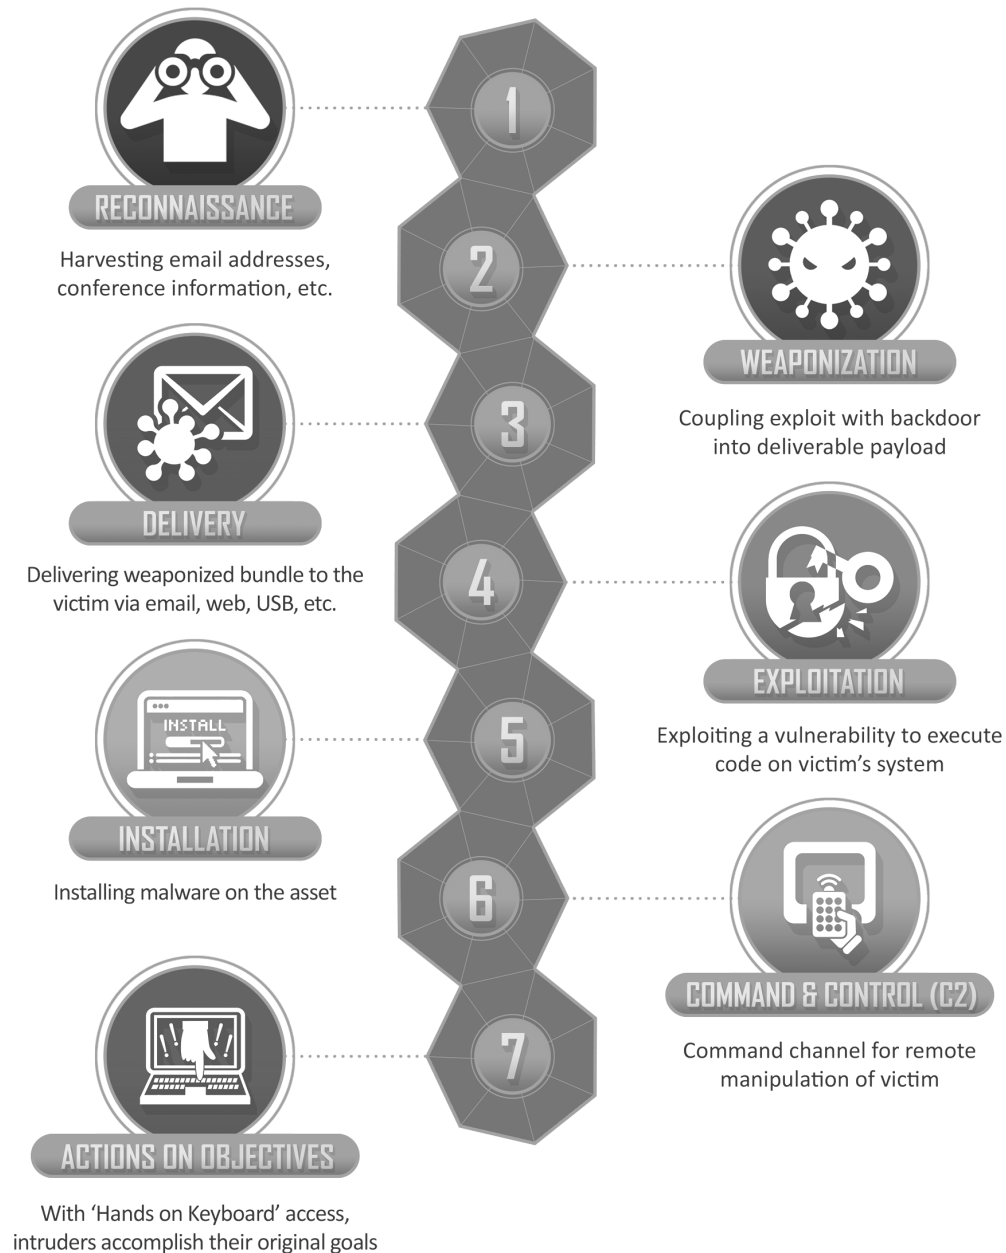 1
RECONNAISSANCE
Harvesting email addresses,
conference information, etc.
2
WEAPONIZATION
Coupling exploit with backdoor
into deliverable payload
3
DELIVERY
Delivering weaponized bundle to the
victim via email, web, USB, etc.
4
EXPLOITATION
Exploiting a vulnerability to execute
code on victim’s system
5
INSTALL
INSTALLATION
Installing malware on the asset
6
COMMAND & CONTROL (C2)
Command channel for remote
manipulation of victim
7
! ! ! !
ACTIONS ON OBJECTIVES
With ‘Hands on Keyboard’ access,
intruders accomplish their original goals